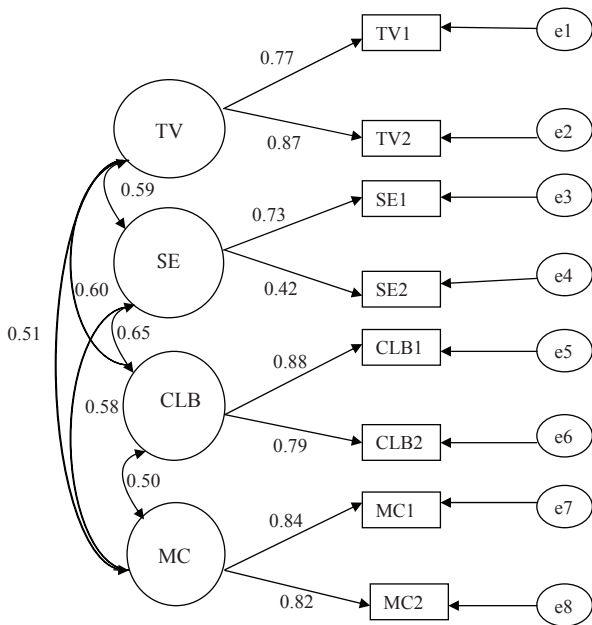 TV1
e1
0.77
TV
0.87
TV2
e2
0.59
SE1
e3
0.73
SE
0.42
SE2
e4
0.60
0.51
0.65
CLB1
e5
0.88
0.58
CLB
0.79
CLB2
e6
0.50
MC1
e7
0.84
MC
0.82
MC2
e8